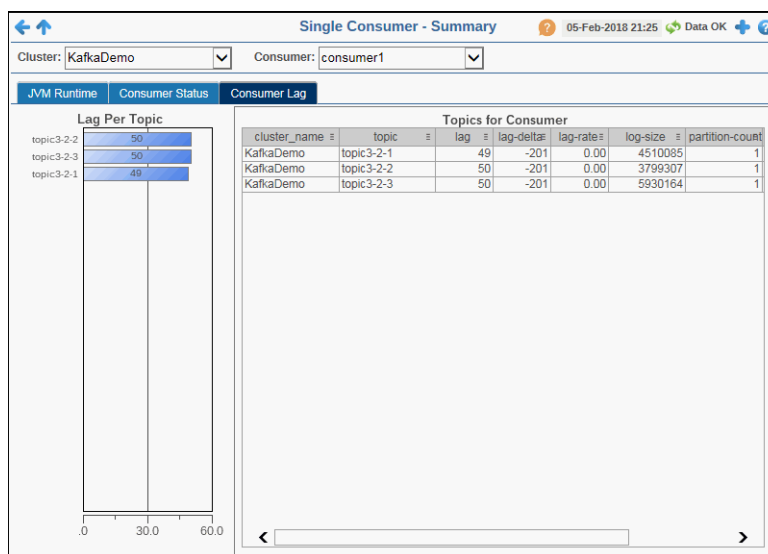 Single Consumer - Summary
05-Feb-2018 21:25 Data OK
Cluster: KafkaDemo Consumer: consumer1
JVM Runtime Consumer Status Consumer Lag
Lag Per Topic
topic3-2-2 50
topic3-2-3 50
topic3-2-1 49
.0 30.0 60.0
Topics for Consumer
cluster_name topic lag lag-delta lag-rate log-size partition-count
KafkaDemo topic3-2-1 49 -201 0.00 4510085 1
KafkaDemo topic3-2-2 50 -201 0.00 3799307 1
KafkaDemo topic3-2-3 50 -201 0.00 5930164 1